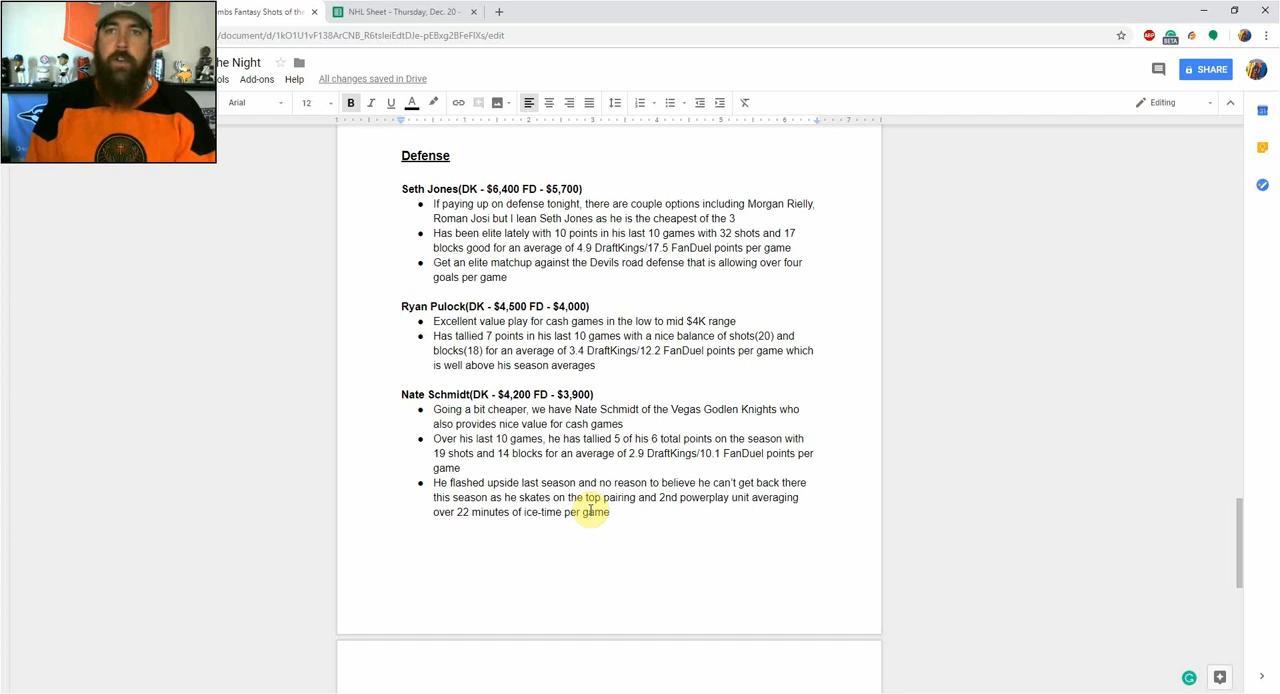 mbs Fantasy Shots of the
NHL Sheet - Thursday, Dec. 20 -
/document/d/1kO1U1vF138ArCNB_R6tsIeiEdtDJe-pEBxg2BFeFIXs/edit
he Night
ols Add-ons Help All changes saved in Drive
SHARE
Arial 12 Editing
1 1 2 3 4 5 6 7
Defense
Seth Jones(DK - $6,400 FD - $5,700)
● If paying up on defense tonight, there are couple options including Morgan Rielly,
Roman Josi but I lean Seth Jones as he is the cheapest of the 3
● Has been elite lately with 10 points in his last 10 games with 32 shots and 17
blocks good for an average of 4.9 DraftKings/17.5 FanDuel points per game
● Get an elite matchup against the Devils road defense that is allowing over four
goals per game
Ryan Pulock(DK - $4,500 FD - $4,000)
● Excellent value play for cash games in the low to mid $4K range
● Has tallied 7 points in his last 10 games with a nice balance of shots(20) and
blocks(18) for an average of 3.4 DraftKings/12.2 FanDuel points per game which
is well above his season averages
Nate Schmidt(DK - $4,200 FD - $3,900)
● Going a bit cheaper, we have Nate Schmidt of the Vegas Godlen Knights who
also provides nice value for cash games
● Over his last 10 games, he has tallied 5 of his 6 total points on the season with
19 shots and 14 blocks for an average of 2.9 DraftKings/10.1 FanDuel points per
game
● He flashed upside last season and no reason to believe he can't get back there
this season as he skates on the top pairing and 2nd powerplay unit averaging
over 22 minutes of ice-time per game